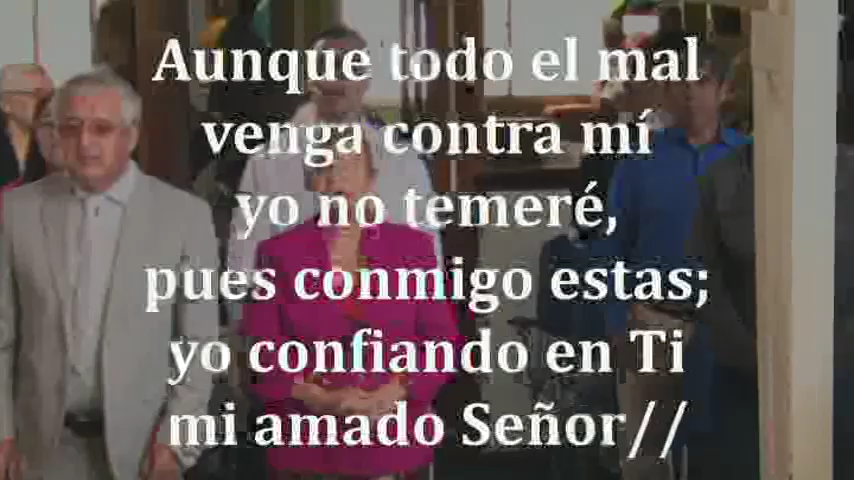 Aunque todo el mal
venga contra mí
yo no temeré,
pues conmigo estas;
yo confiando en Ti
mi amado Señor//